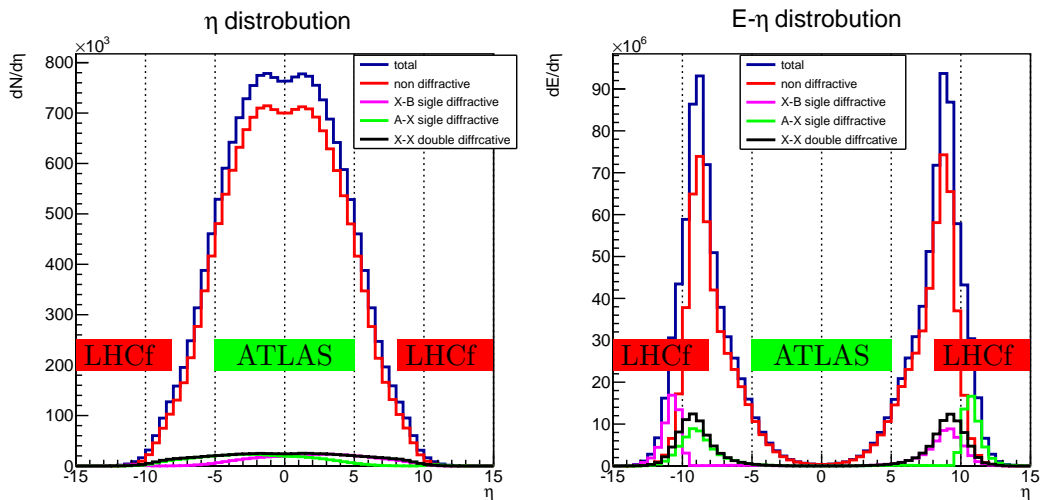 η distrobution
×10³
dN/dη
800
700
600
500
400
300
200
100
0
total
non diffractive
X-B sigle diffractive
A-X sigle diffractive
X-X double diffrcative
LHCf
ATLAS
LHCf
-15 -10 -5 0 5 10 15
η
E-η distrobution
×10⁶
dE/dη
90
80
70
60
50
40
30
20
10
0
total
non diffractive
X-B sigle diffractive
A-X sigle diffractive
X-X double diffrcative
LHCf
ATLAS
LHCf
-15 -10 -5 0 5 10 15
η